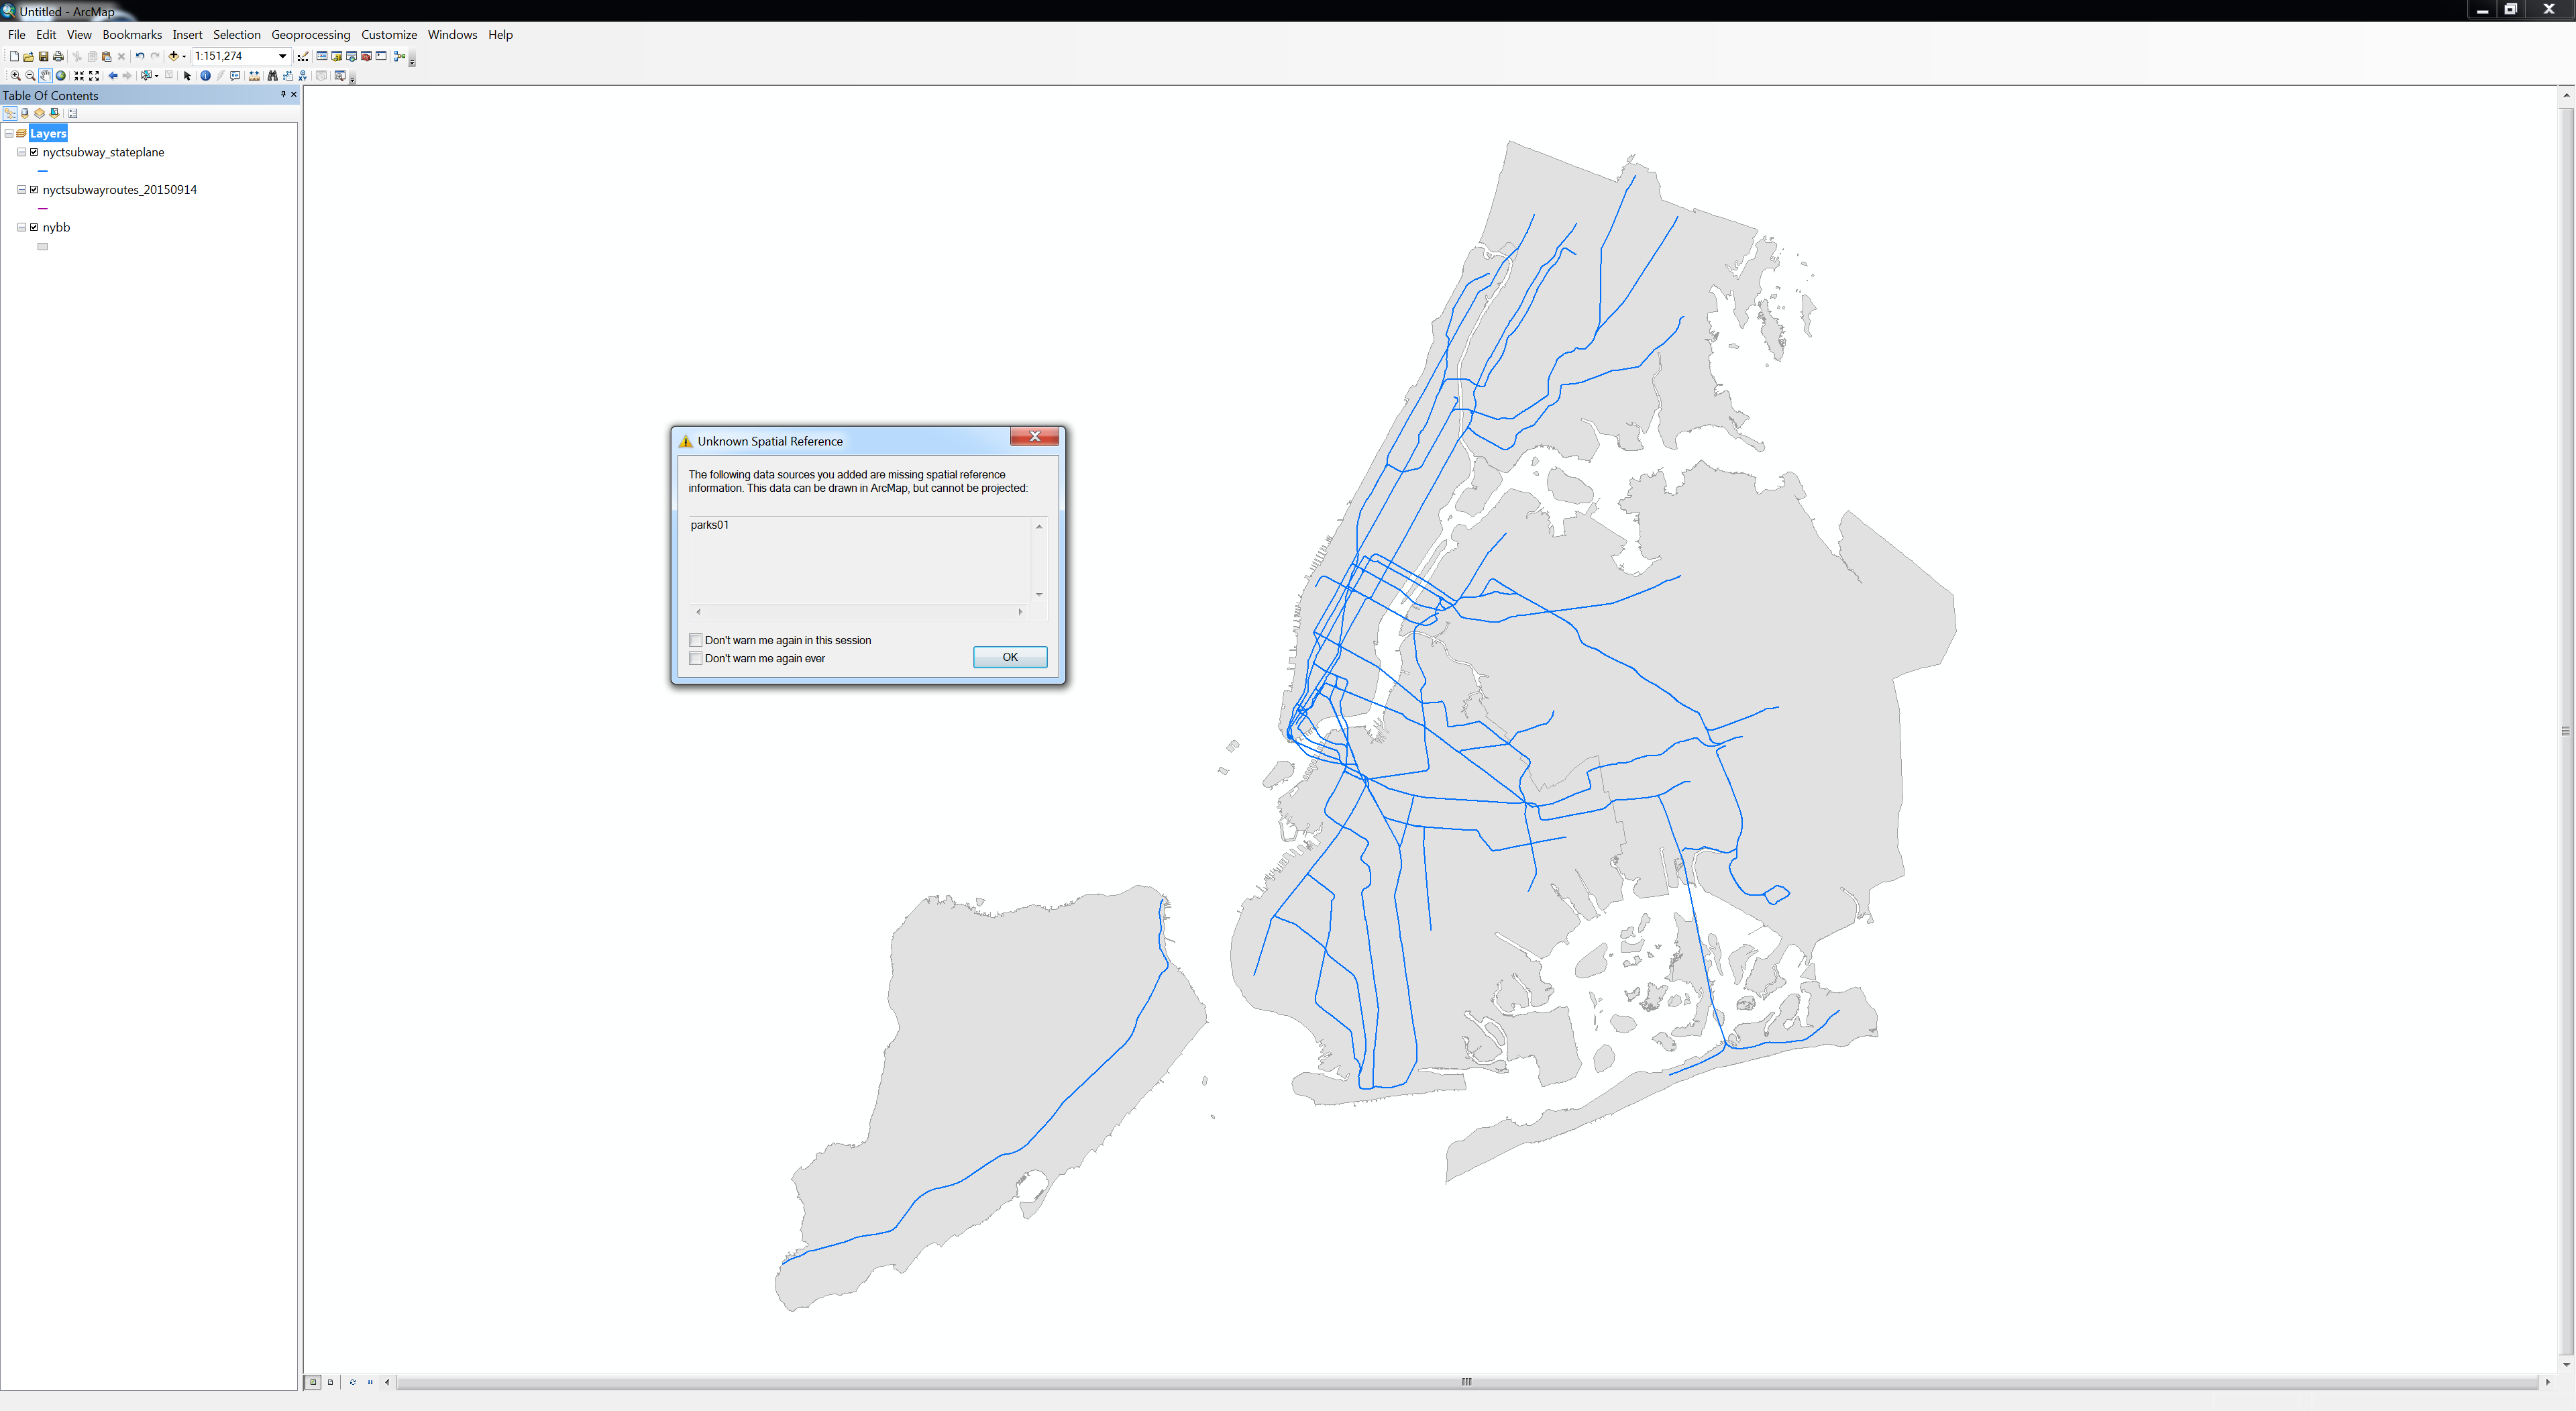 Untitled - ArcMap
File Edit View Bookmarks Insert Selection Geoprocessing Customize Windows Help
1:151,274
Table Of Contents
Layers
nyctsubway_stateplane
nyctsubwayroutes_20150914
nybb
Unknown Spatial Reference
The following data sources you added are missing spatial reference
information. This data can be drawn in ArcMap, but cannot be projected:
parks01
Don't warn me again in this session
Don't warn me again ever
OK